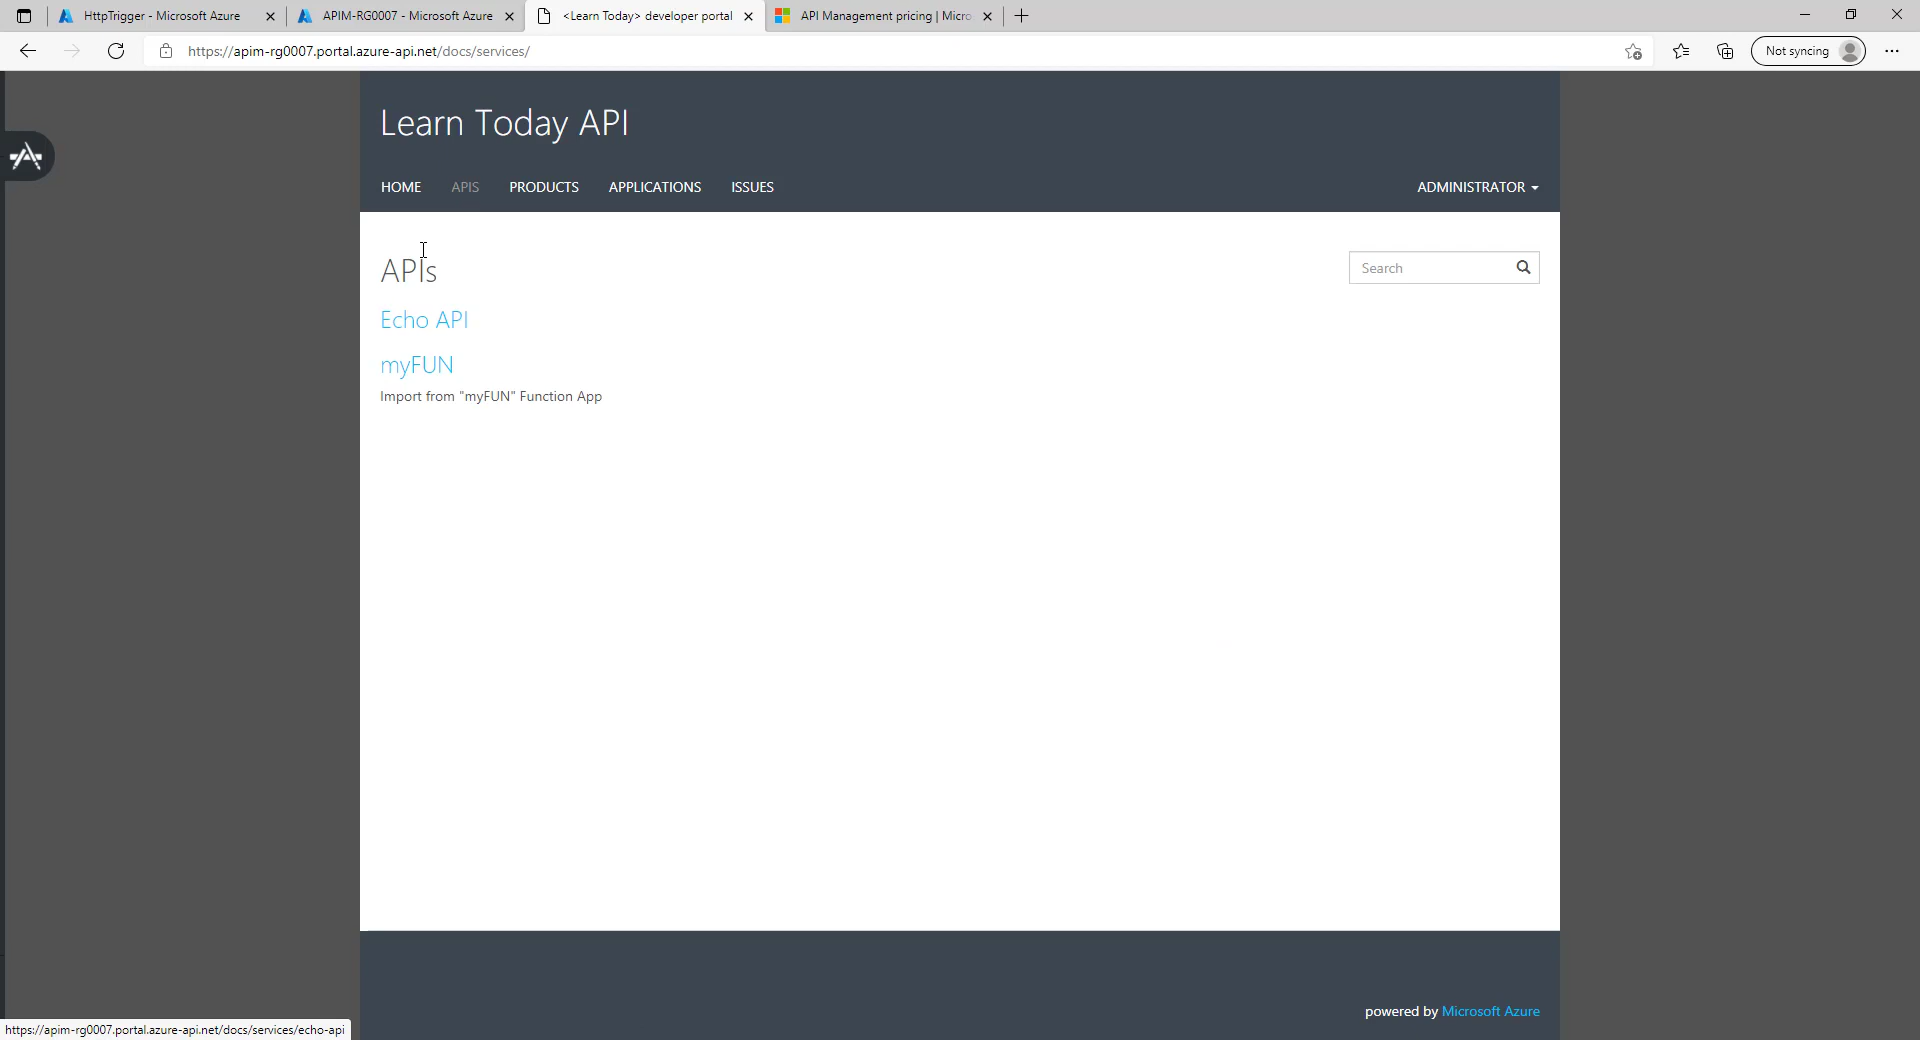 HttpTrigger - Microsoft Azure
APIM-RG0007 - Microsoft Azure
<Learn Today> developer portal
API Management pricing | Micro
https://apim-rg0007.portal.azure-api.net/docs/services/
Not syncing
Learn Today API
HOME APIS PRODUCTS APPLICATIONS ISSUES ADMINISTRATOR
APIs
Search
Echo API
myFUN
Import from "myFUN" Function App
powered by Microsoft Azure
https://apim-rg0007.portal.azure-api.net/docs/services/echo-api